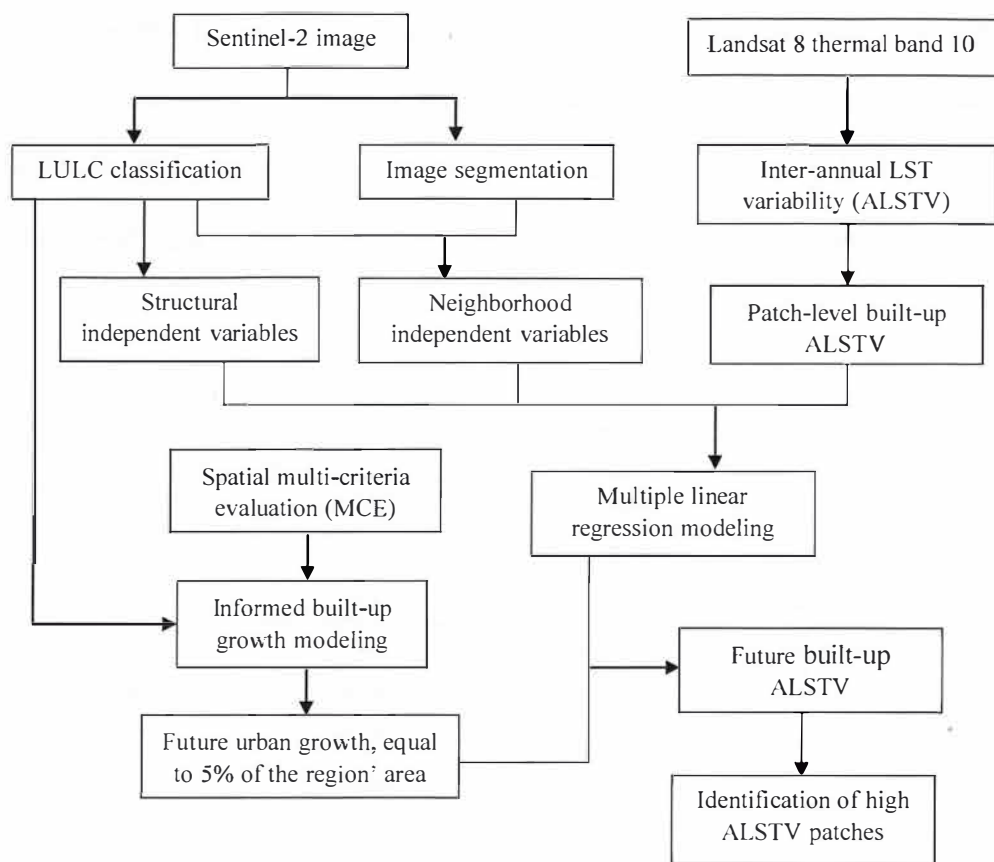 Sentinel-2 image
Landsat 8 thermal band 10
LULC classification
Image segmentation
Inter-annual LST
variability (ALSTV)
Structural
independent variables
Neighborhood
independent variables
Patch-level built-up
ALSTV
Spatial multi-criteria
evaluation (MCE)
Multiple linear
regression modeling
Informed built-up
growth modeling
Future built-up
ALSTV
Future urban growth, equal
to 5% of the region' area
Identification of high
ALSTV patches